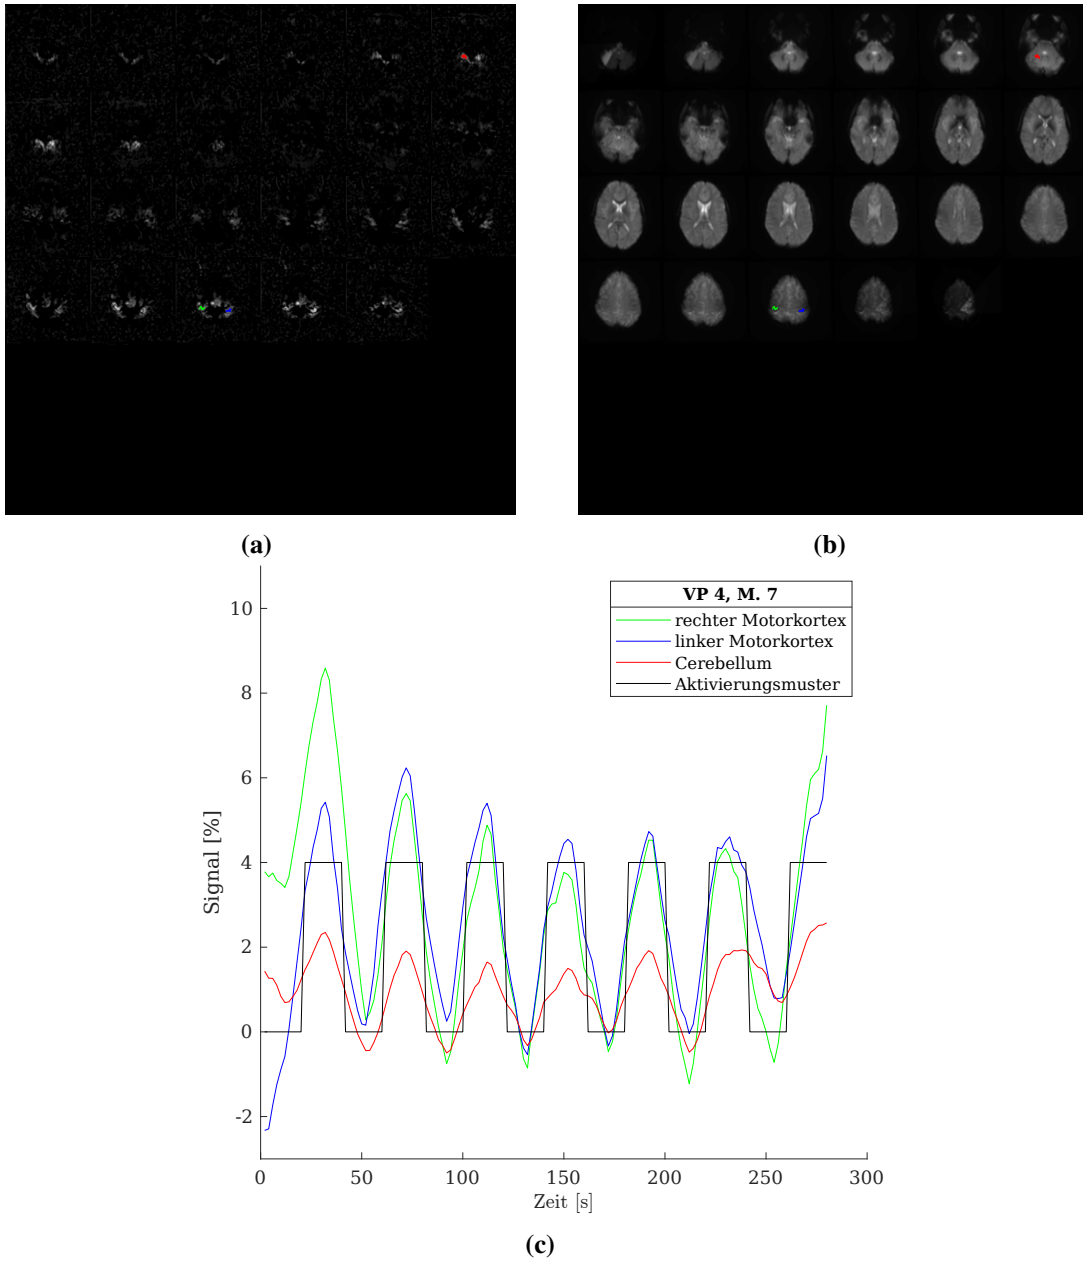 (a)
(b)
VP 4, M. 7
rechter Motorkortex
linker Motorkortex
Cerebellum
Aktivierungsmuster
10
8
6
4
2
0
-2
Signal [%]
0 50 100 150 200 250 300
Zeit [s]
(c)